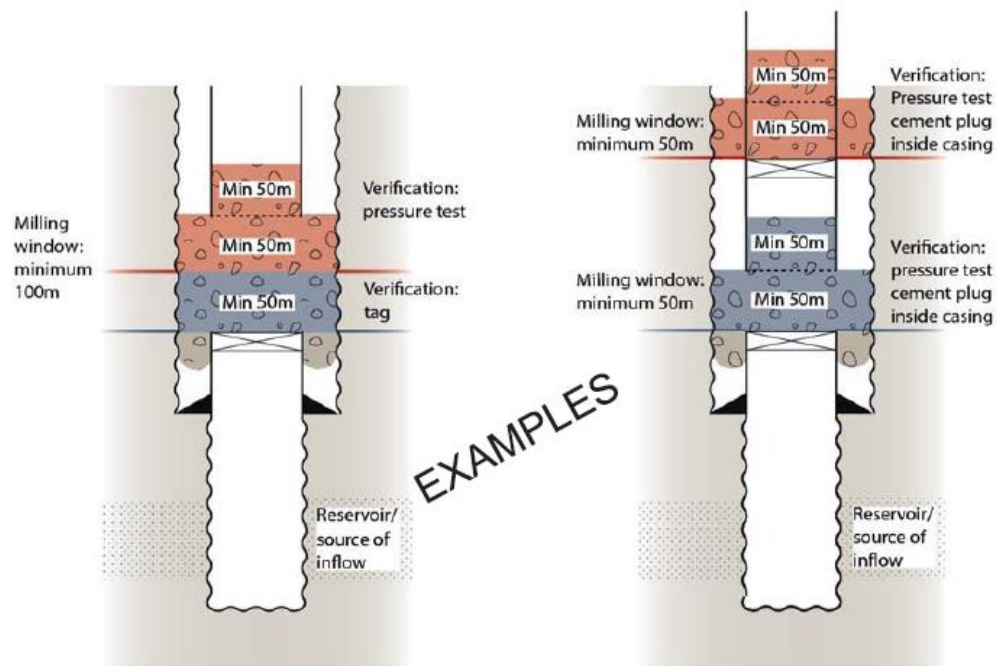 Min 50m
Min 50m
Min 50m
Verification:
pressure test
Milling
window:
minimum
100m
Verification:
tag
Reservoir/
source of
inflow
EXAMPLES
Min 50m
Min 50m
Verification:
Pressure test
cement plug
inside casing
Milling window:
minimum 50m
Min 50m
Min 50m
Verification:
pressure test
cement plug
inside casing
Milling window:
minimum 50m
Reservoir/
source of
inflow